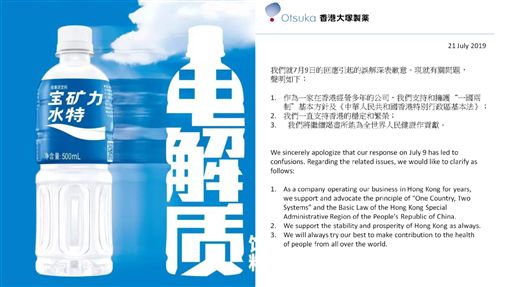 电解质
饮料
宝矿力
水特
净含量:500mL
Otsuka 香港大塚製薬
21 July 2019
我們就7月9日的回應引起的誤解深表歉意。現就有關問題,
聲明如下:
1. 作為一家在香港經營多年的公司,我們支持和擁護“一國兩
制”基本方針及《中華人民共和國香港特別行政區基本法》;
2. 我們一直支持香港的穩定和繁榮;
3. 我們將繼續竭盡所能為全世界人民健康作貢獻。
We sincerely apologize that our response on July 9 has led to
confusions. Regarding the related issues, we would like to clarify as
follows:
1. As a company operating our business in Hong Kong for years,
we support and advocate the principle of “One Country, Two
Systems” and the Basic Law of the Hong Kong Special
Administrative Region of the People’s Republic of China.
2. We support the stability and prosperity of Hong Kong as always.
3. We will always try our best to make contribution to the health
of people from all over the world.